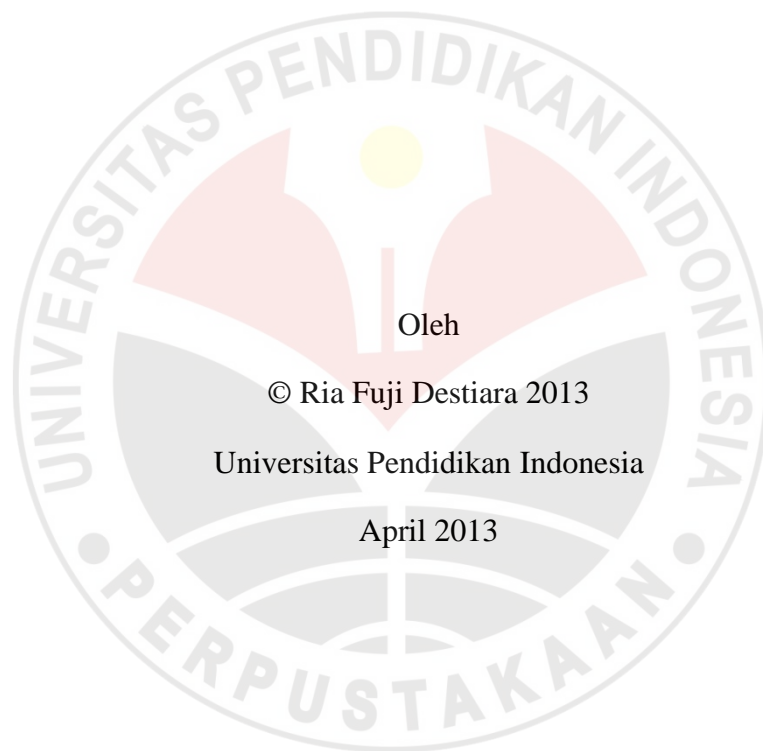 UNIVERSITAS PENDIDIKAN INDONESIA
Oleh
© Ria Fuji Destiara 2013
Universitas Pendidikan Indonesia
April 2013
PERPUSTAKAAN